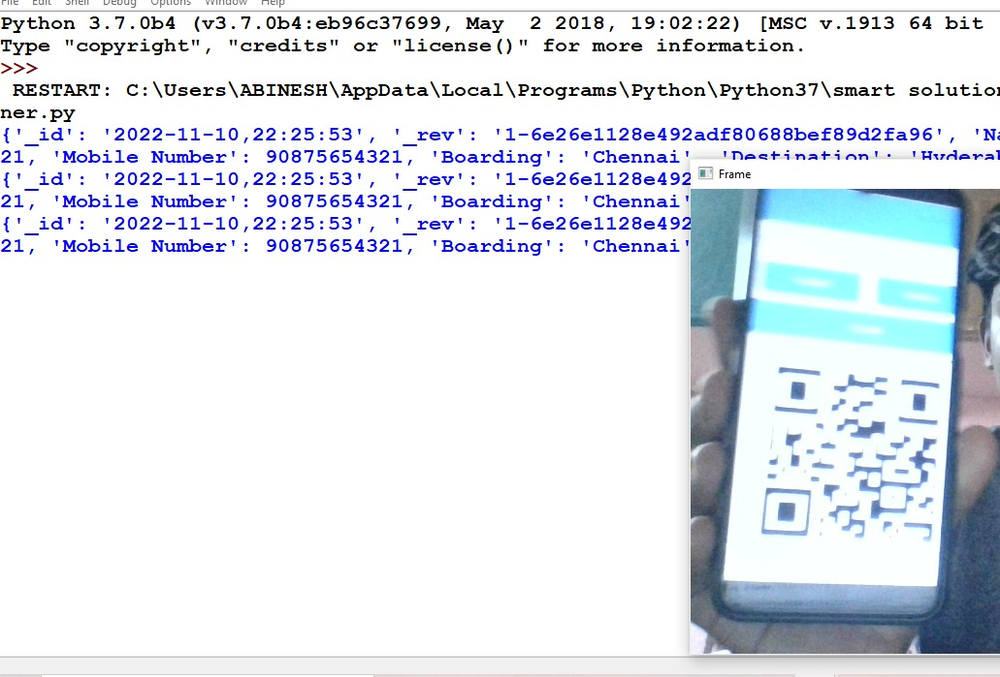 File Edit Shell Debug Options Window Help
Python 3.7.0b4 (v3.7.0b4:eb96c37699, May  2 2018, 19:02:22) [MSC v.1913 64 bit
Type "copyright", "credits" or "license()" for more information.
>>>
 RESTART: C:\Users\ABINESH\AppData\Local\Programs\Python\Python37\smart solution
ner.py
{'_id': '2022-11-10,22:25:53', '_rev': '1-6e26e1128e492adf80688bef89d2fa96', 'Na
21, 'Mobile Number': 90875654321, 'Boarding': 'Chennai', 'Destination': 'Hyderab
{'_id': '2022-11-10,22:25:53', '_rev': '1-6e26e1128e492
21, 'Mobile Number': 90875654321, 'Boarding': 'Chennai'
{'_id': '2022-11-10,22:25:53', '_rev': '1-6e26e1128e492
21, 'Mobile Number': 90875654321, 'Boarding': 'Chennai'
Frame